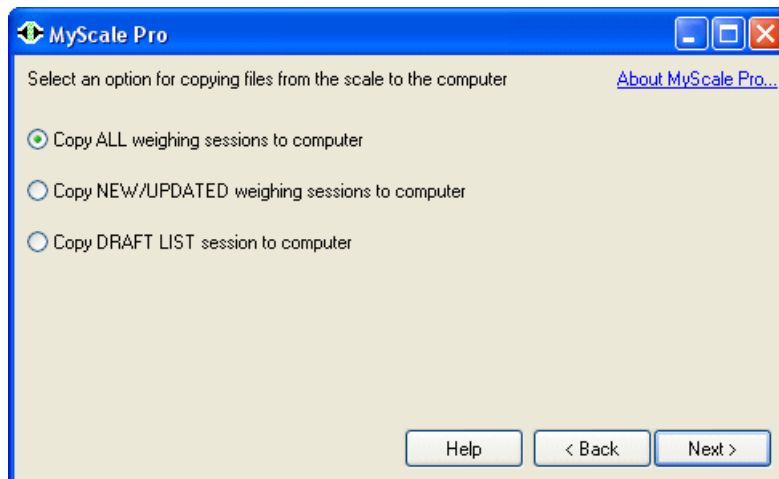 MyScale Pro
Select an option for copying files from the scale to the computer About MyScale Pro...
Copy ALL weighing sessions to computer
Copy NEW/UPDATED weighing sessions to computer
Copy DRAFT LIST session to computer
Help < Back Next >